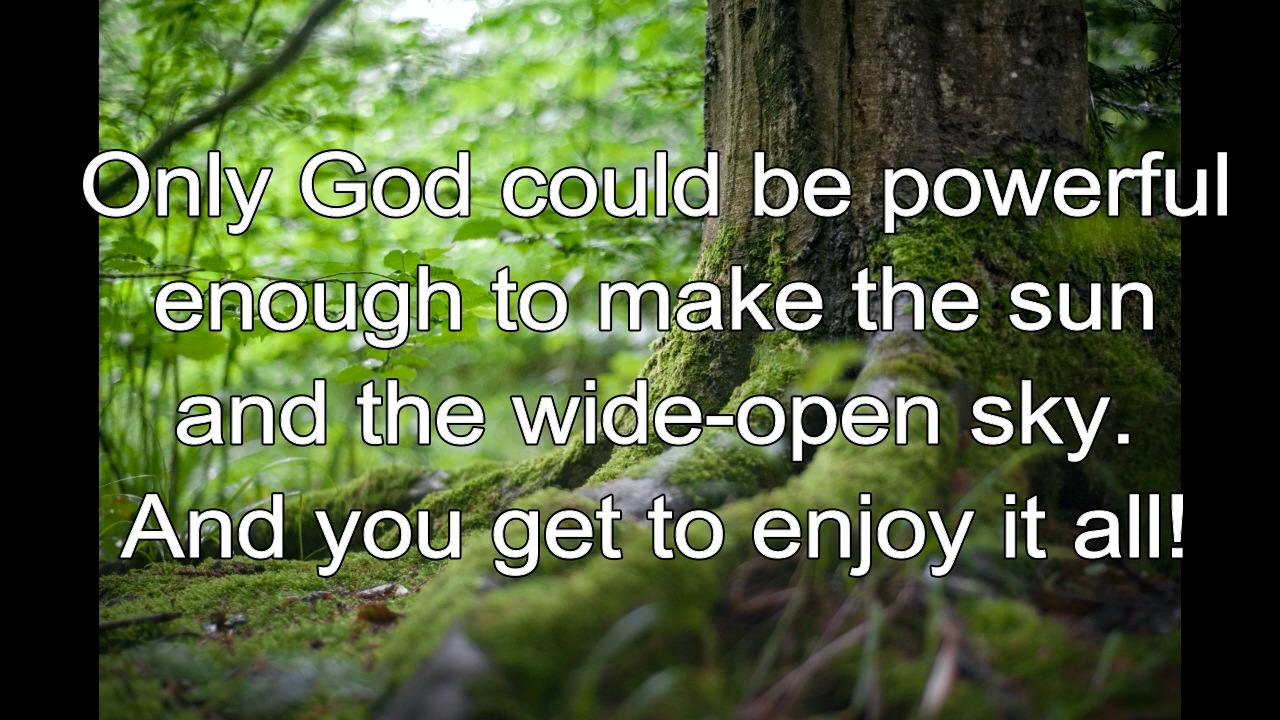 Only God could be powerful
enough to make the sun
and the wide-open sky.
And you get to enjoy it all!